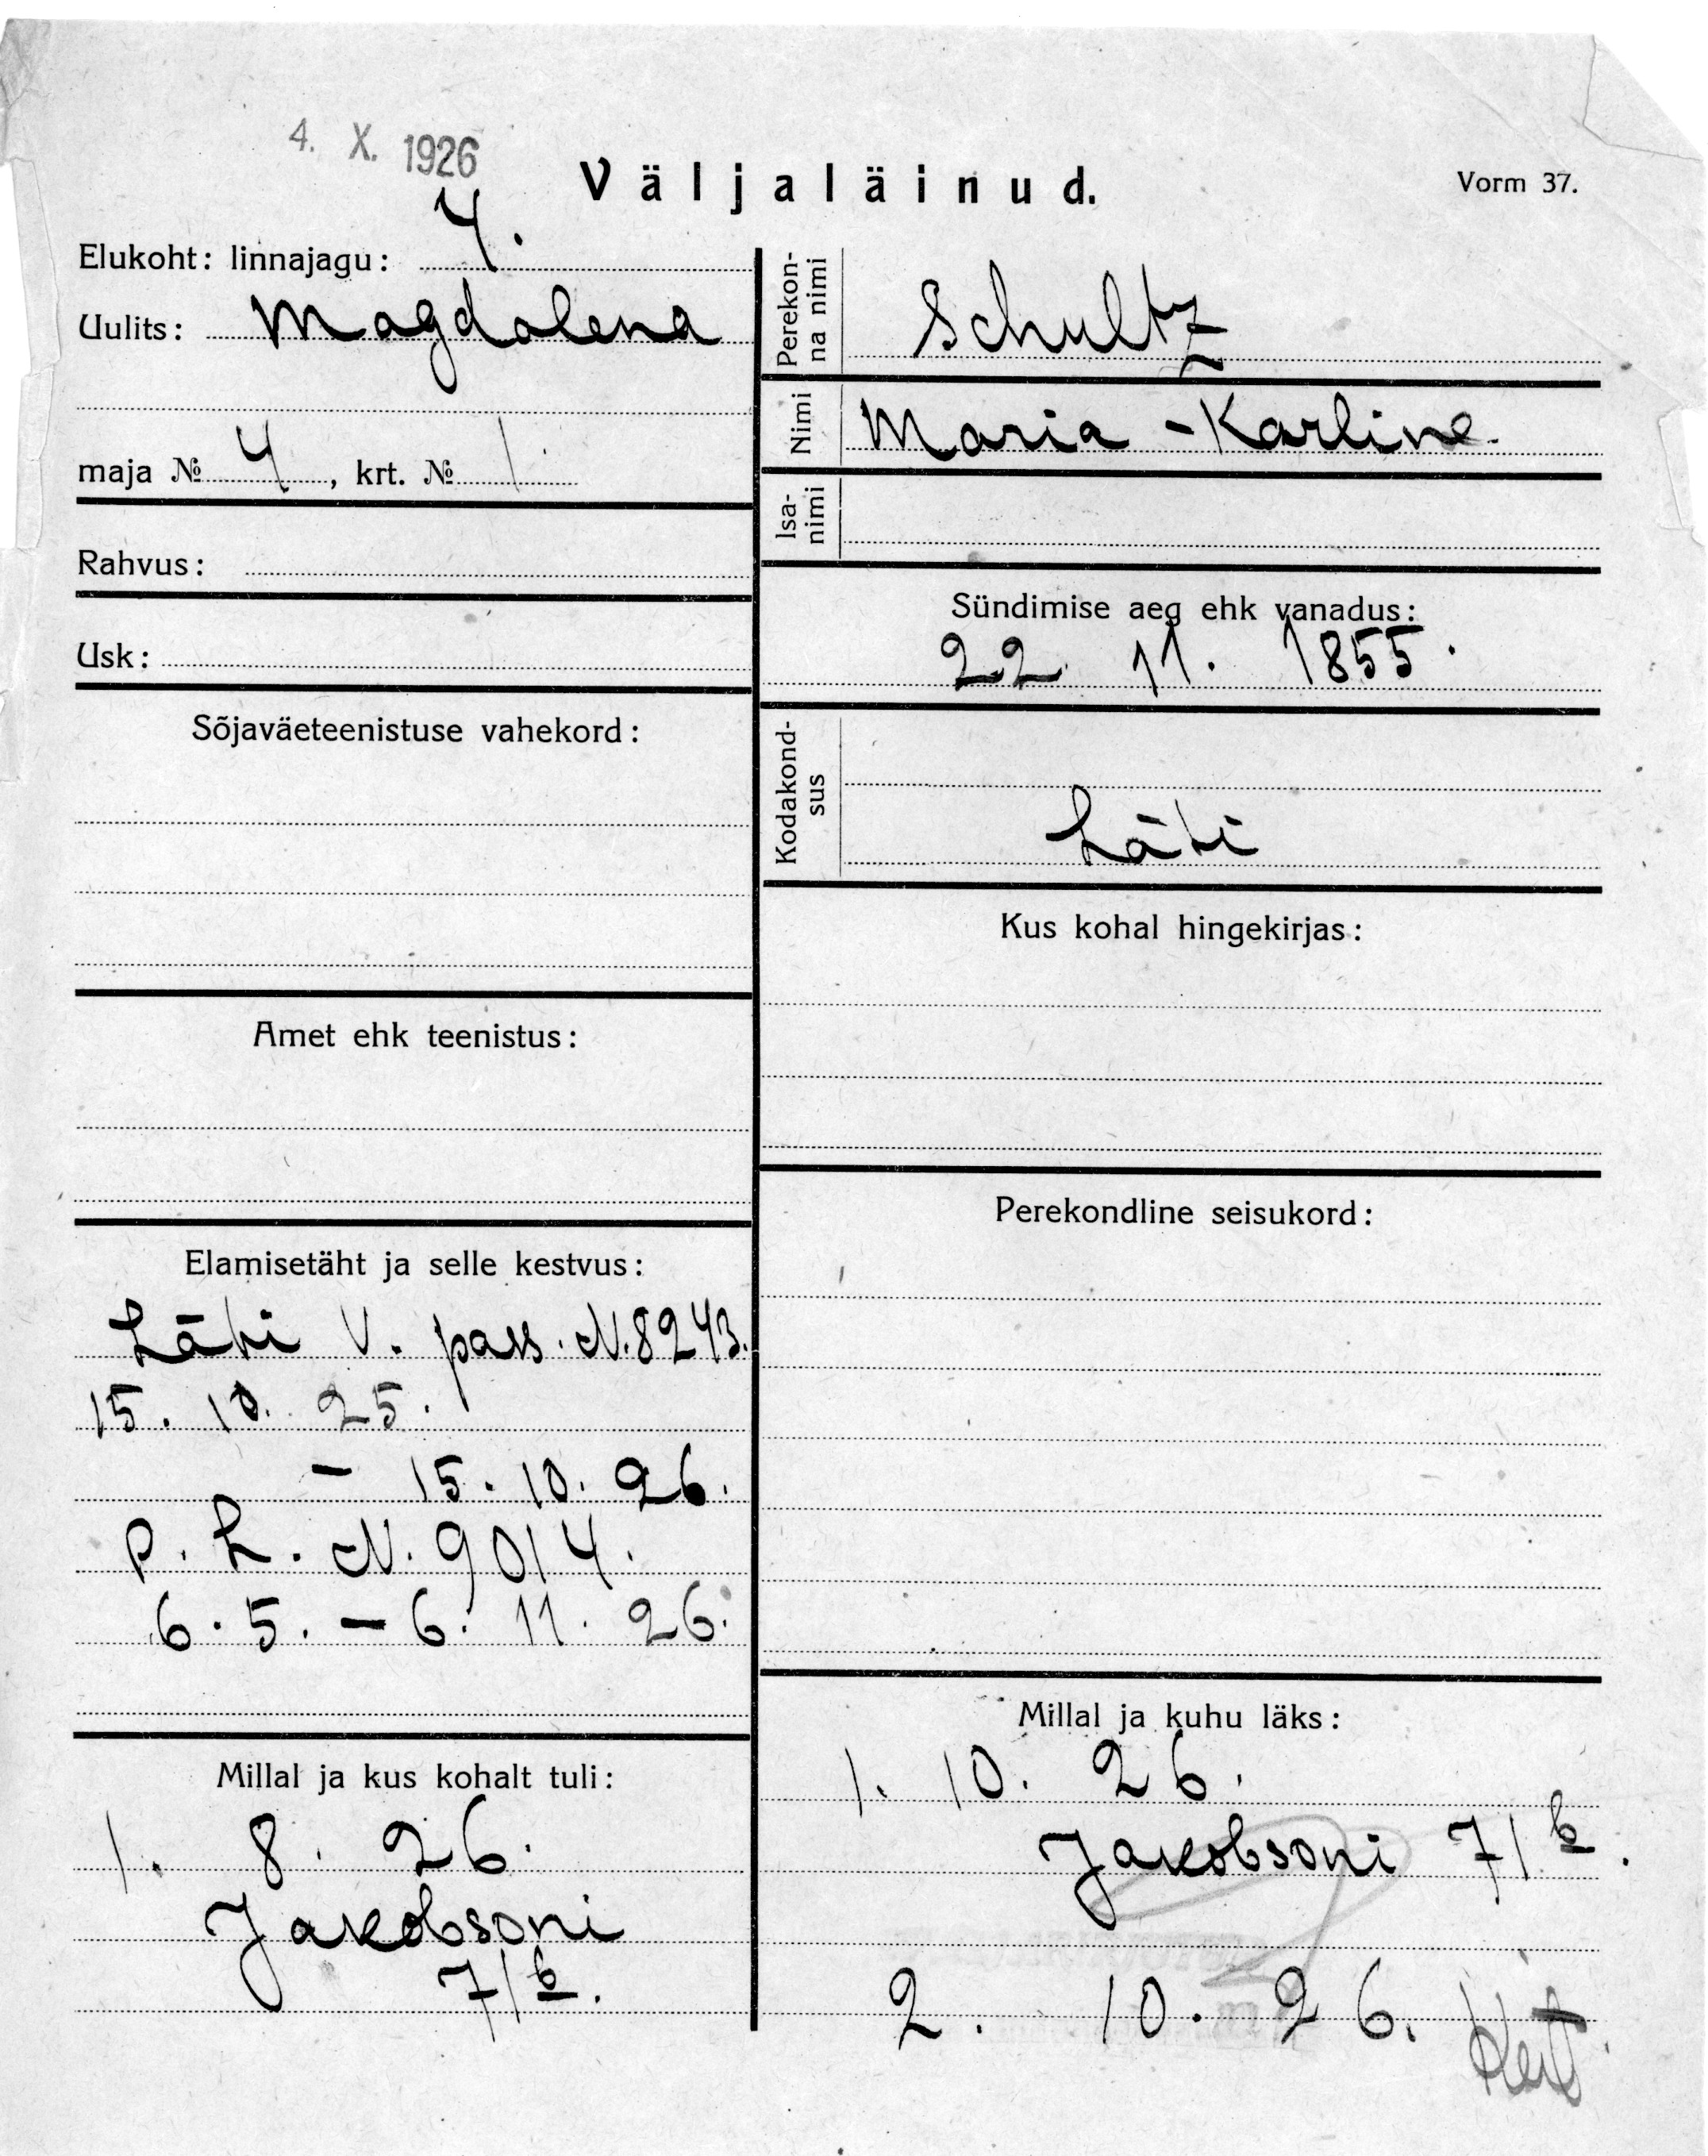 4. X. 1926
Väljaläinud.
Vorm 37.
Elukoht: linnajagu: 4.
Uulits: Magdalena
maja № 4, krt. № 1
Rahvus:
Usk:
Sõjaväeteenistuse vahekord:
Amet ehk teenistus:
Elamisetäht ja selle kestvus:
Läti V. pass. N. 8243.
15. 10. 25.
- 15. 10. 26.
P. L. N. 9014.
6. 5. - 6. 11. 26.
Millal ja kus kohalt tuli:
1. 8. 26.
Jakobsoni
7/b.
Perekon-
na nimi
Schultz
Nimi
Maria - Karline
Isa-
nimi
Sündimise aeg ehk vanadus:
22. 11. 1855.
Kodakond-
sus
Läti
Kus kohal hingekirjas:
Perekondline seisukord:
Millal ja kuhu läks:
1. 10. 26.
Jakobsoni 7/b.
2. 10. 26.